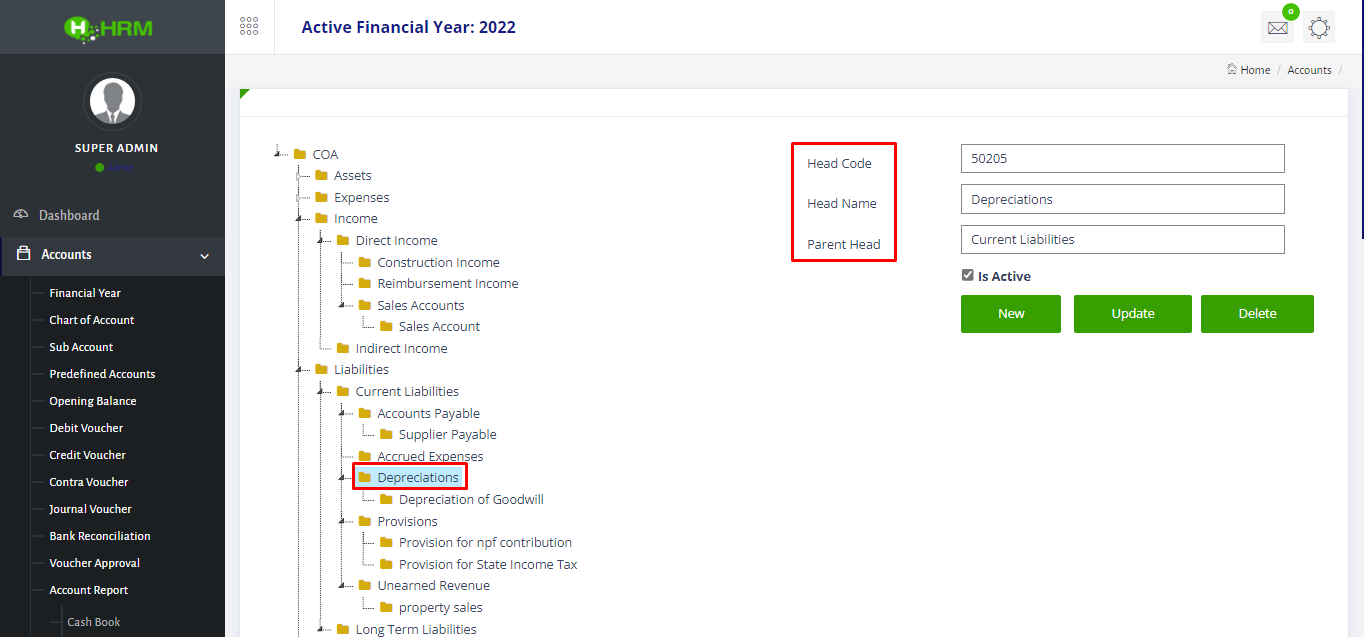 HRM
Active Financial Year: 2022
0
Home / Accounts /
SUPER ADMIN
Dashboard
Accounts
Financial Year
Chart of Account
Sub Account
Predefined Accounts
Opening Balance
Debit Voucher
Credit Voucher
Contra Voucher
Journal Voucher
Bank Reconciliation
Voucher Approval
Account Report
Cash Book
COA
Assets
Expenses
Income
Direct Income
Construction Income
Reimbursement Income
Sales Accounts
Sales Account
Indirect Income
Liabilities
Current Liabilities
Accounts Payable
Supplier Payable
Accrued Expenses
Depreciations
Depreciation of Goodwill
Provisions
Provision for npf contribution
Provision for State Income Tax
Unearned Revenue
property sales
Long Term Liabilities
Head Code 50205
Head Name Depreciations
Parent Head Current Liabilities
Is Active
New Update Delete